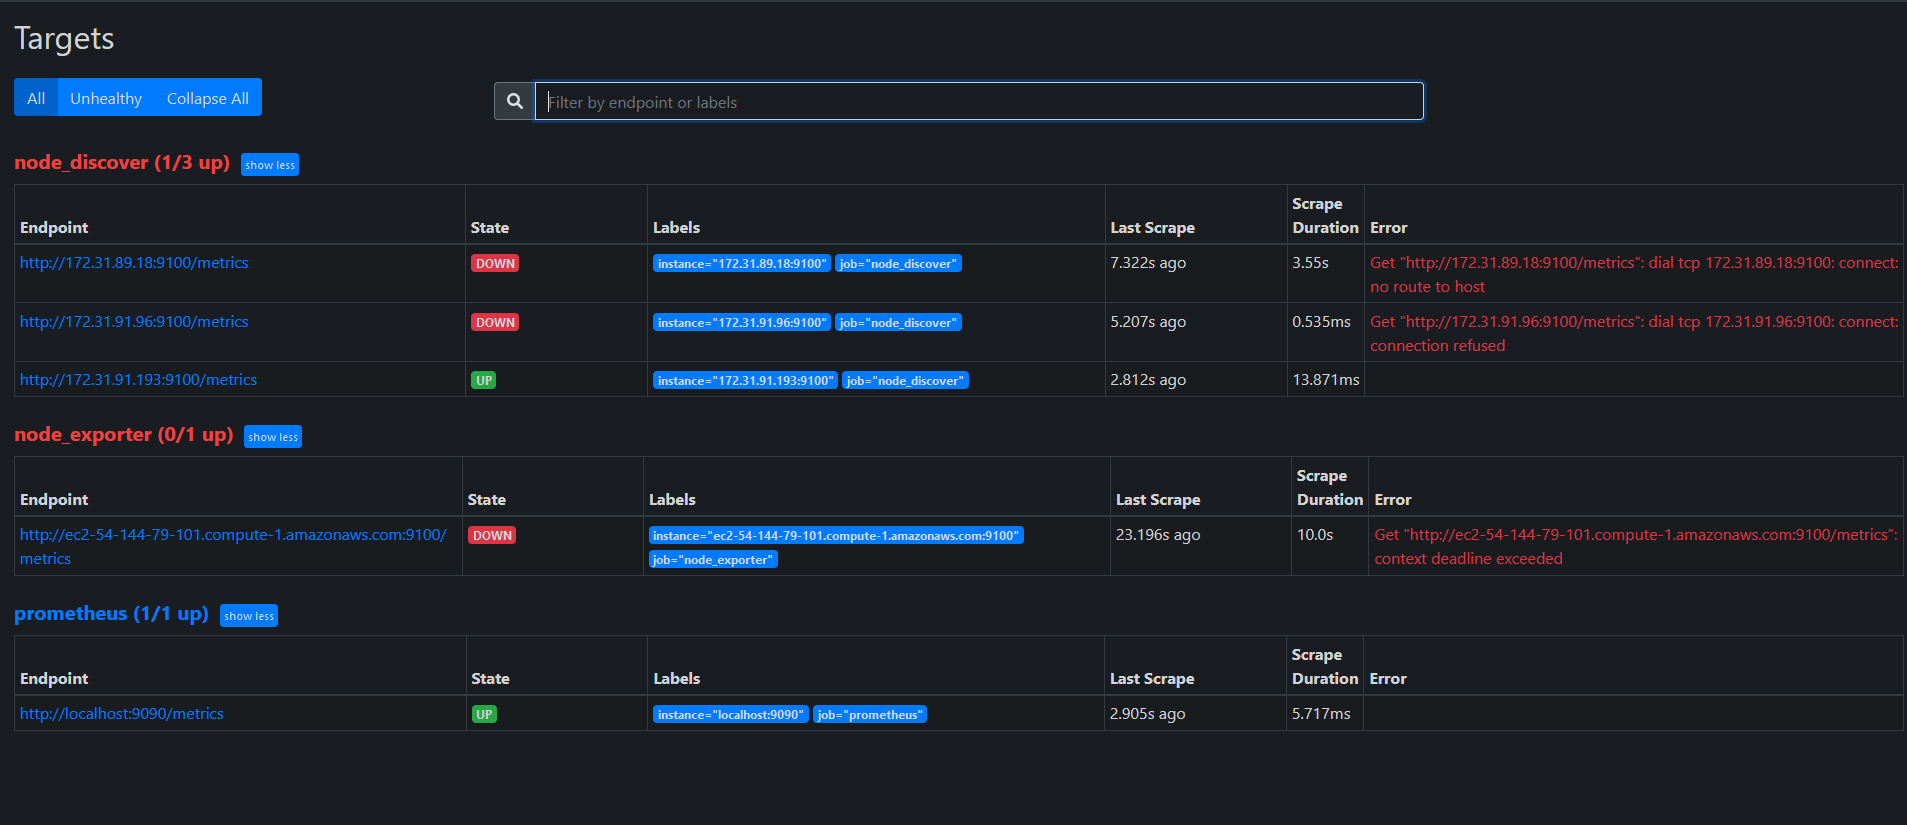 Targets
All Unhealthy Collapse All
Filter by endpoint or labels
node_discover (1/3 up) show less
Endpoint State Labels Last Scrape Scrape Duration Error
http://172.31.89.18:9100/metrics DOWN instance="172.31.89.18:9100" job="node_discover" 7.322s ago 3.55s Get "http://172.31.89.18:9100/metrics": dial tcp 172.31.89.18:9100: connect:
no route to host
http://172.31.91.96:9100/metrics DOWN instance="172.31.91.96:9100" job="node_discover" 5.207s ago 0.535ms Get "http://172.31.91.96:9100/metrics": dial tcp 172.31.91.96:9100: connect:
connection refused
http://172.31.91.193:9100/metrics UP instance="172.31.91.193:9100" job="node_discover" 2.812s ago 13.871ms
node_exporter (0/1 up) show less
Endpoint State Labels Last Scrape Scrape Duration Error
http://ec2-54-144-79-101.compute-1.amazonaws.com:9100/ DOWN instance="ec2-54-144-79-101.compute-1.amazonaws.com:9100" 23.196s ago 10.0s Get "http://ec2-54-144-79-101.compute-1.amazonaws.com:9100/metrics":
metrics job="node_exporter" context deadline exceeded
prometheus (1/1 up) show less
Endpoint State Labels Last Scrape Scrape Duration Error
http://localhost:9090/metrics UP instance="localhost:9090" job="prometheus" 2.905s ago 5.717ms